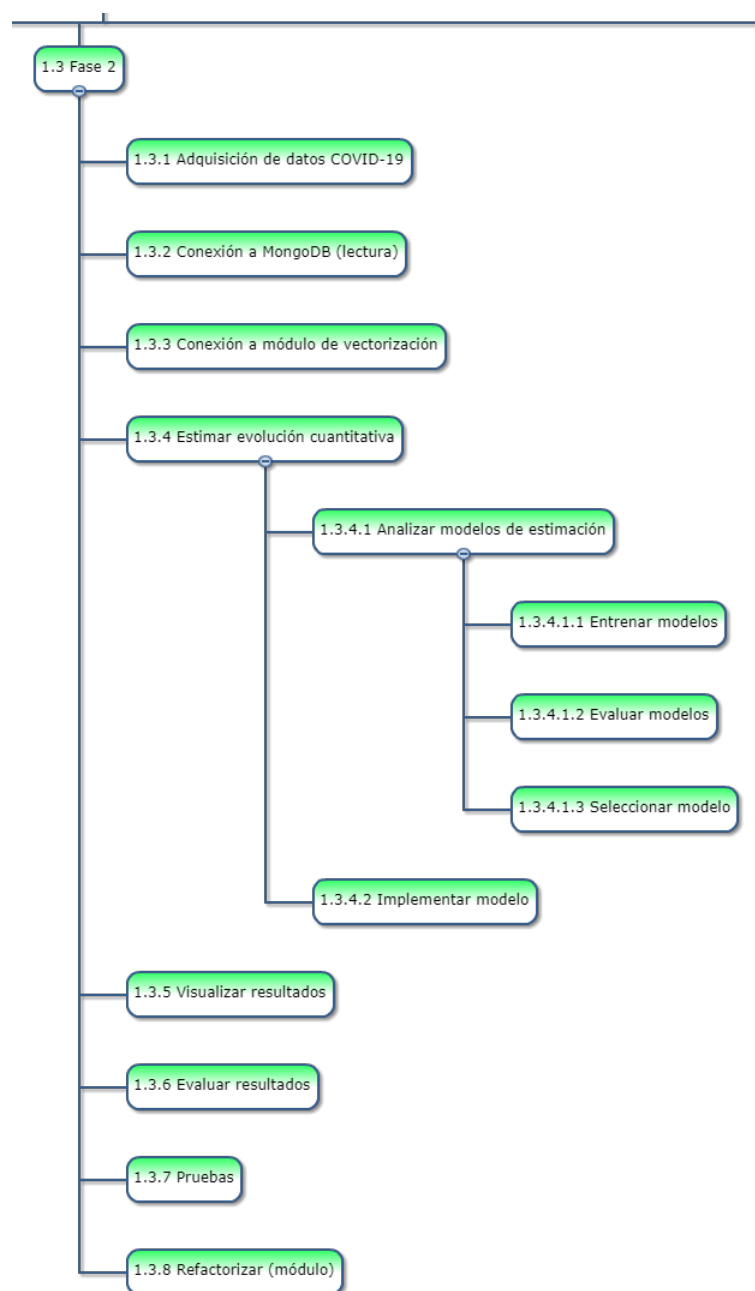 1.3 Fase 2
1.3.1 Adquisición de datos COVID-19
1.3.2 Conexión a MongoDB (lectura)
1.3.3 Conexión a módulo de vectorización
1.3.4 Estimar evolución cuantitativa
1.3.4.1 Analizar modelos de estimación
1.3.4.1.1 Entrenar modelos
1.3.4.1.2 Evaluar modelos
1.3.4.1.3 Seleccionar modelo
1.3.4.2 Implementar modelo
1.3.5 Visualizar resultados
1.3.6 Evaluar resultados
1.3.7 Pruebas
1.3.8 Refactorizar (módulo)